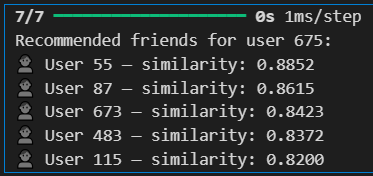 7/7 ━━━━━━━━━━━━━━━━━━━━ 0s 1ms/step
Recommended friends for user 675:
👤 User 55 — similarity: 0.8852
👤 User 87 — similarity: 0.8615
👤 User 673 — similarity: 0.8423
👤 User 483 — similarity: 0.8372
👤 User 115 — similarity: 0.8200